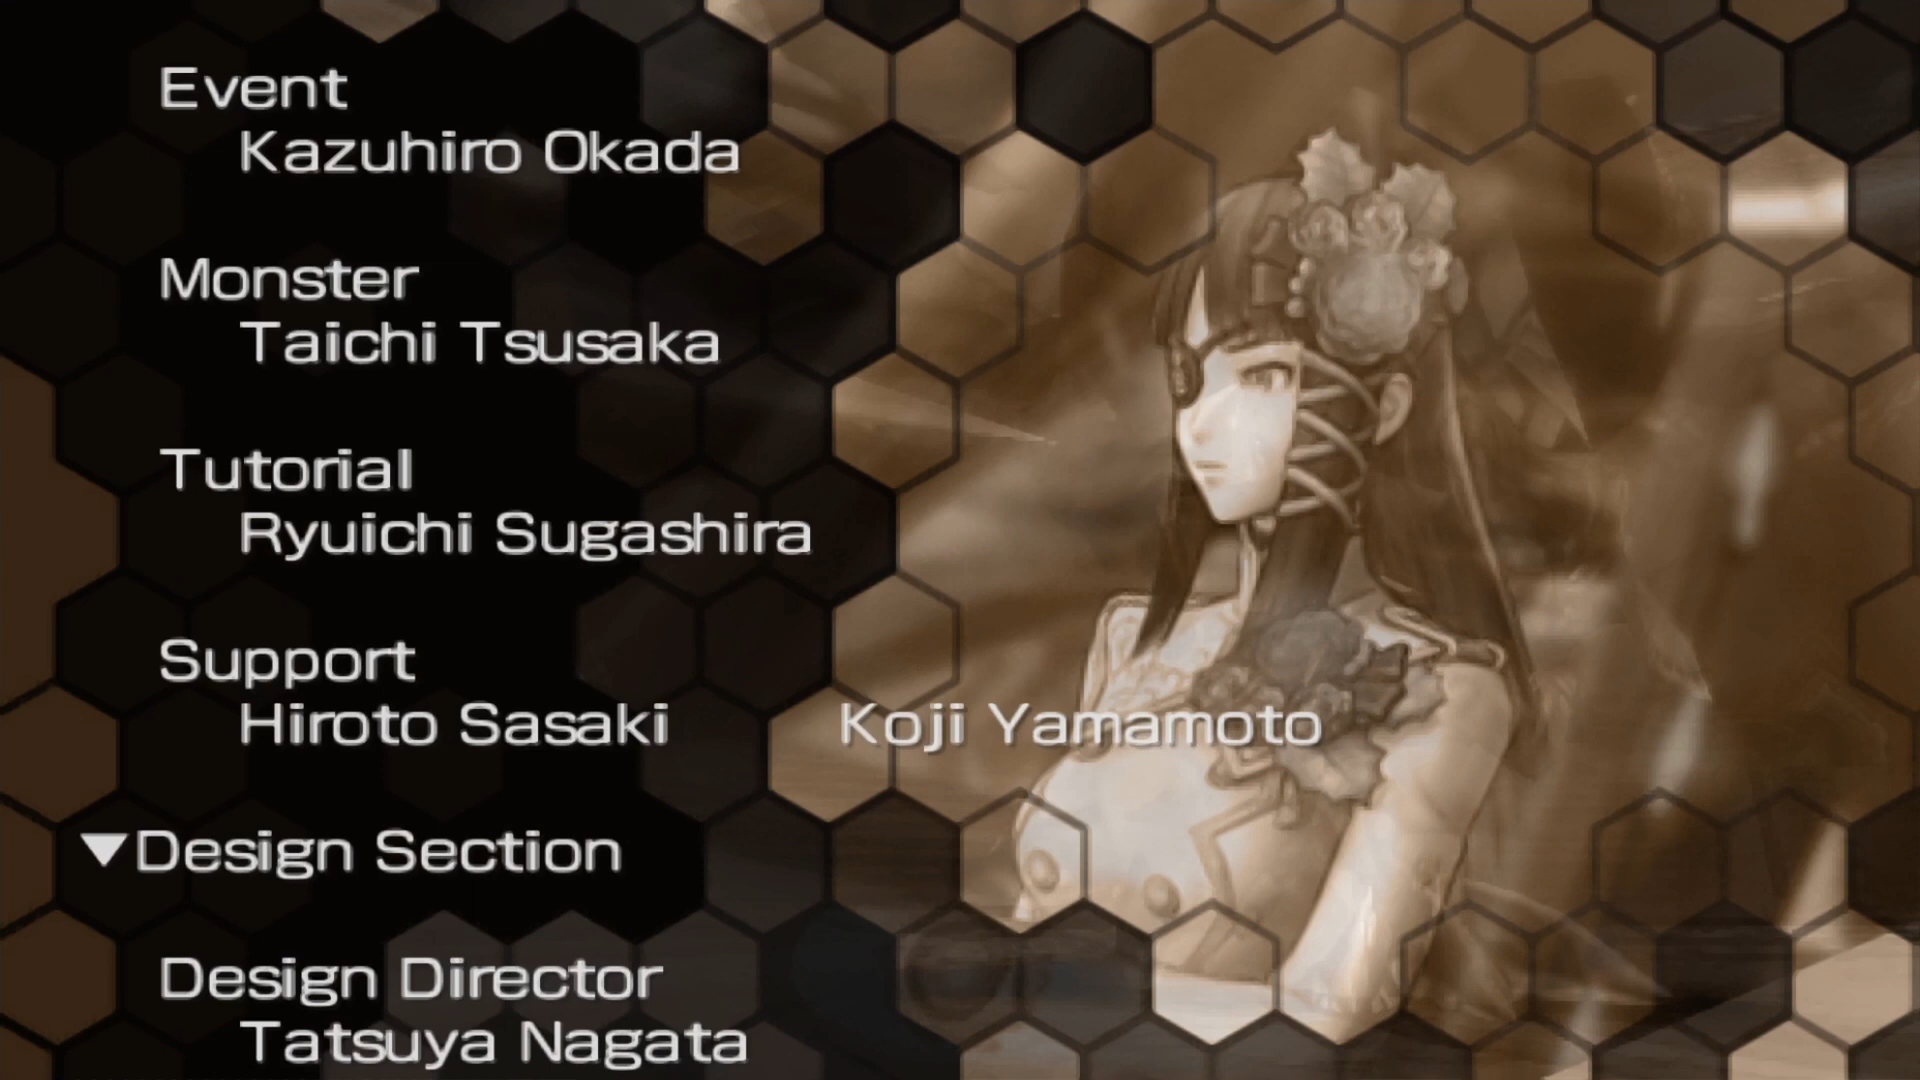 Event
Kazuhiro Okada
Monster
Taichi Tsusaka
Tutorial
Ryuichi Sugashira
Support
Hiroto Sasaki Koji Yamamoto
▼Design Section
Design Director
Tatsuya Nagata